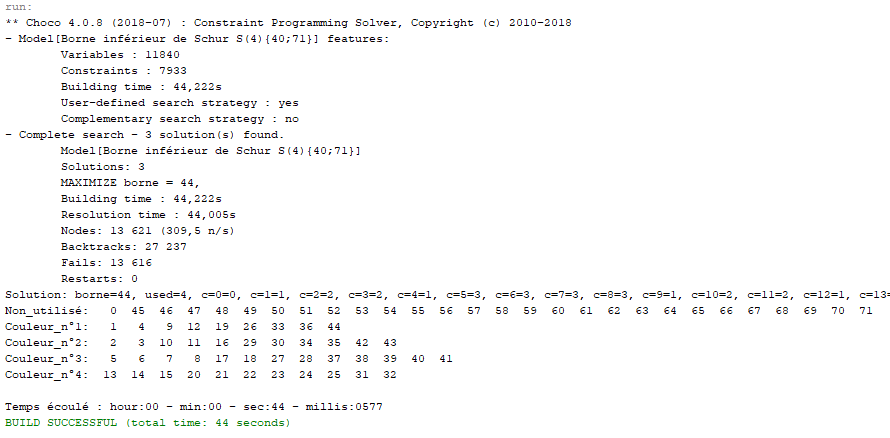 run:
** Choco 4.0.8 (2018-07) : Constraint Programming Solver, Copyright (c) 2010-2018
- Model[Borne inférieur de Schur S(4){40;71}] features:
Variables : 11840
Constraints : 7933
Building time : 44,222s
User-defined search strategy : yes
Complementary search strategy : no
- Complete search - 3 solution(s) found.
Model[Borne inférieur de Schur S(4){40;71}]
Solutions: 3
MAXIMIZE borne = 44,
Building time : 44,222s
Resolution time : 44,005s
Nodes: 13 621 (309,5 n/s)
Backtracks: 27 237
Fails: 13 616
Restarts: 0
Solution: borne=44, used=4, c=0=0, c=1=1, c=2=2, c=3=2, c=4=1, c=5=3, c=6=3, c=7=3, c=8=3, c=9=1, c=10=2, c=11=2, c=12=1, c=13=
Non_utilisé: 0 45 46 47 48 49 50 51 52 53 54 55 56 57 58 59 60 61 62 63 64 65 66 67 68 69 70 71
Couleur_n°1: 1 4 9 12 19 26 33 36 44
Couleur_n°2: 2 3 10 11 16 29 30 34 35 42 43
Couleur_n°3: 5 6 7 8 17 18 27 28 37 38 39 40 41
Couleur_n°4: 13 14 15 20 21 22 23 24 25 31 32
Temps écoulé : hour:00 - min:00 - sec:44 - millis:0577
BUILD SUCCESSFUL (total time: 44 seconds)